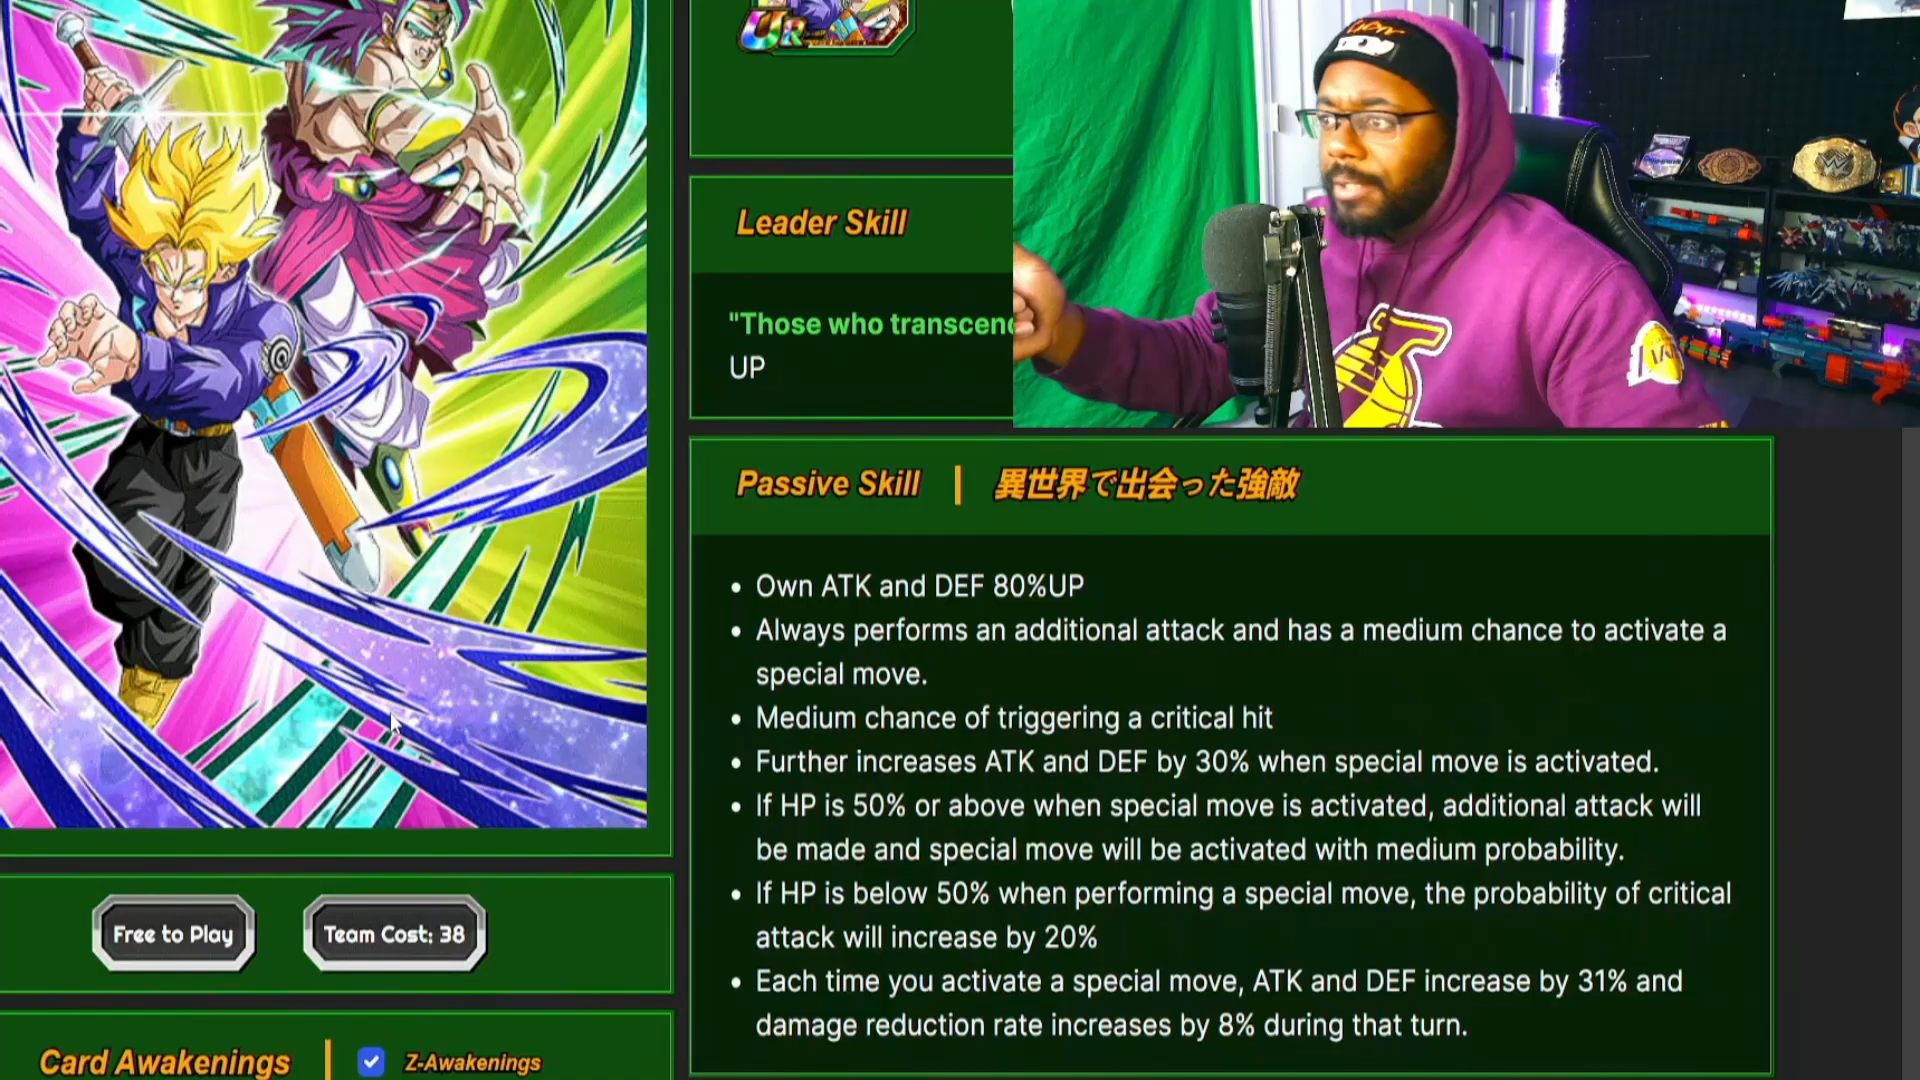 UR
Leader Skill
"Those who transcend
UP
Passive Skill | 異世界で出会った強敵
• Own ATK and DEF 80%UP
• Always performs an additional attack and has a medium chance to activate a
special move.
• Medium chance of triggering a critical hit
• Further increases ATK and DEF by 30% when special move is activated.
• If HP is 50% or above when special move is activated, additional attack will
be made and special move will be activated with medium probability.
• If HP is below 50% when performing a special move, the probability of critical
attack will increase by 20%
• Each time you activate a special move, ATK and DEF increase by 31% and
damage reduction rate increases by 8% during that turn.
Free to Play
Team Cost: 38
Card Awakenings | Z-Awakenings